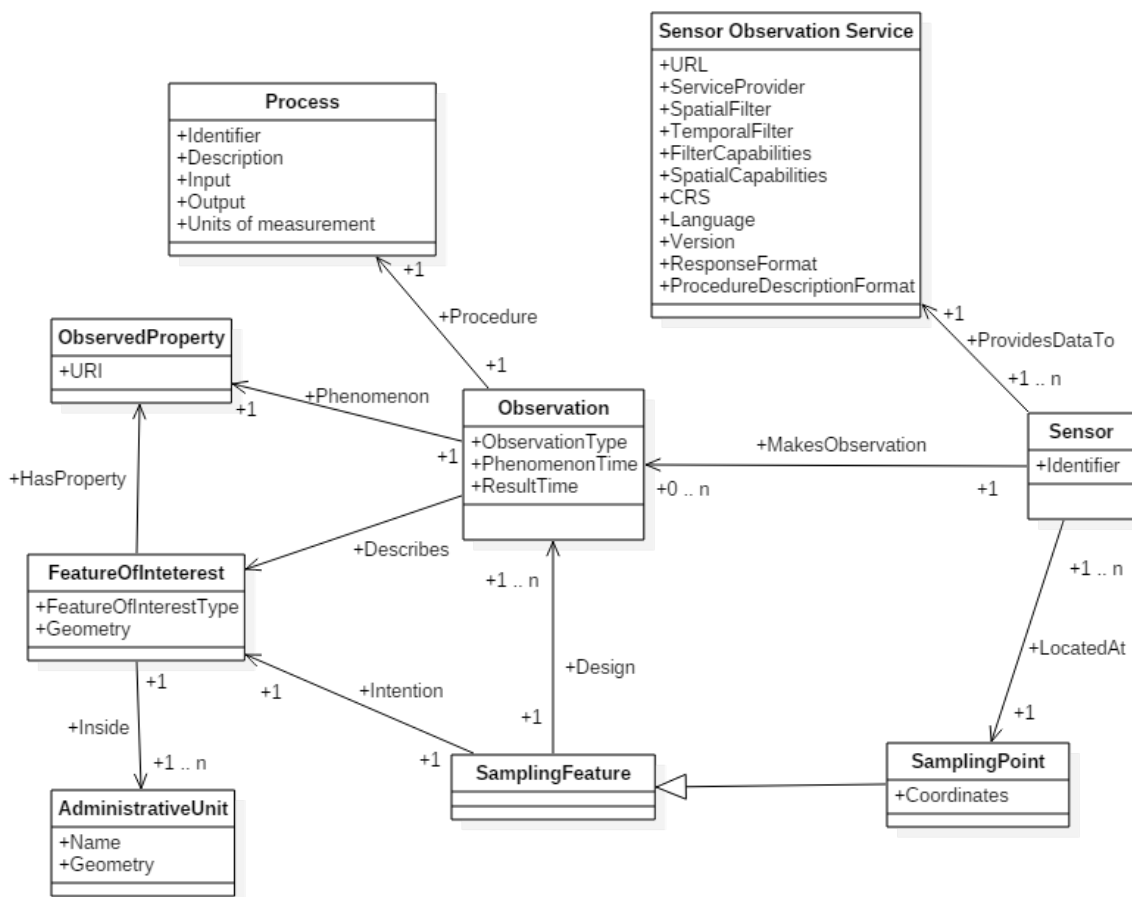 Sensor Observation Service
+URL
+ServiceProvider
+SpatialFilter
+TemporalFilter
+FilterCapabilities
+SpatialCapabilities
+CRS
+Language
+Version
+ResponseFormat
+ProcedureDescriptionFormat
Process
+Identifier
+Description
+Input
+Output
+Units of measurement
+1
+Procedure
+1
+1
+ProvidesDataTo
+1 .. n
ObservedProperty
+URI
+1
+Phenomenon
+1
Observation
+ObservationType
+PhenomenonTime
+ResultTime
+MakesObservation
+0 .. n
+1
Sensor
+Identifier
+HasProperty
+Describes
+1 .. n
+1 .. n
FeatureOfInteterest
+FeatureOfInterestType
+Geometry
+LocatedAt
+Design
+1
+1
+Intention
+1
+1
+1
+Inside
+1 .. n
SamplingFeature
SamplingPoint
+Coordinates
AdministrativeUnit
+Name
+Geometry